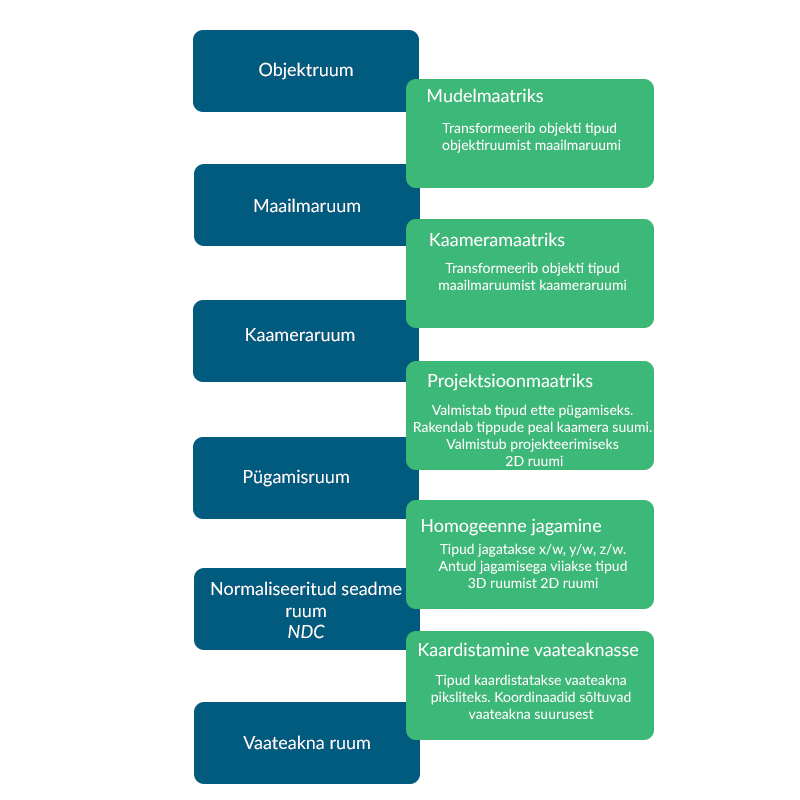 Objektruum
Mudelmaatriks
Transformeerib objekti tipud
objektiruumist maailmaruumi
Maailmaruum
Kaameramaatriks
Transformeerib objekti tipud
maailmaruumist kaameraruumi
Kaameraruum
Projektsioonmaatriks
Valmistab tipud ette pügamiseks.
Rakendab tippude peal kaamera suumi.
Valmistub projekteerimiseks
2D ruumi
Pügamisruum
Homogeenne jagamine
Tipud jagatakse x/w, y/w, z/w.
Antud jagamisega viiakse tipud
3D ruumist 2D ruumi
Normaliseeritud seadme
ruum
NDC
Kaardistamine vaateaknasse
Tipud kaardistatakse vaateakna
piksliteks. Koordinaadid sõltuvad
vaateakna suurusest
Vaateakna ruum